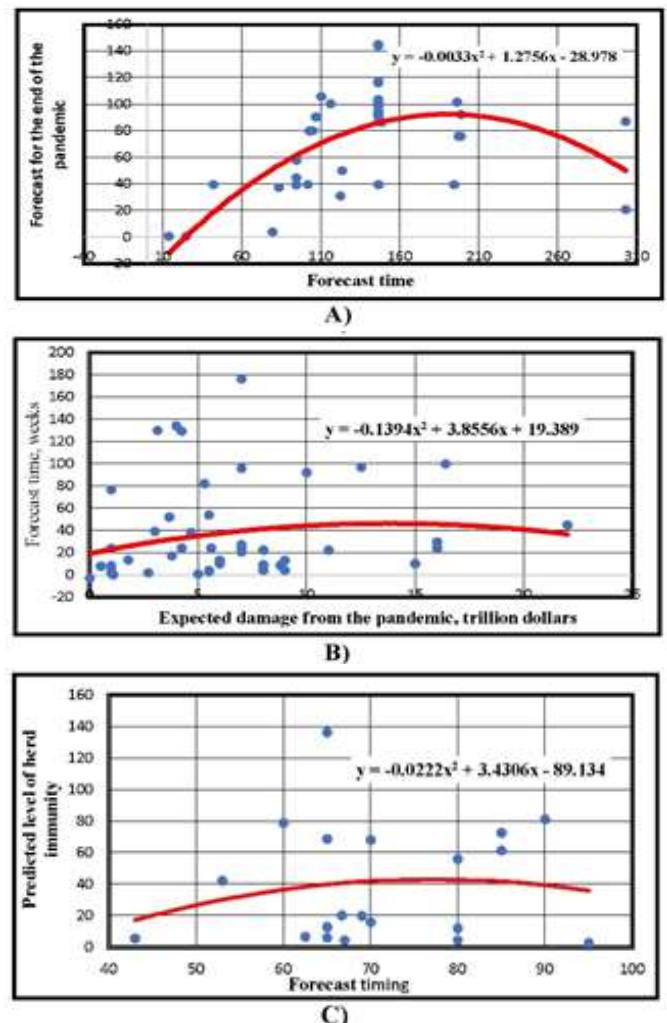 160
140
120
100
80
60
40
20
0
-20
y = -0.0033x² + 1.2756x - 28.978
Forecast for the end of the
pandemic
-40 10 60 110 160 210 260 310
Forecast time
A)
200
180
160
140
120
100
80
60
40
20
0
-20
y = -0.1394x² + 3.8556x + 19.389
Forecast time, weeks
0 5 10 15 20 25
Expected damage from the pandemic, trillion dollars
B)
160
140
120
100
80
60
40
20
0
y = -0.0222x² + 3.4306x - 89.134
Predicted level of herd
immunity
40 50 60 70 80 90 100
Forecast timing
C)